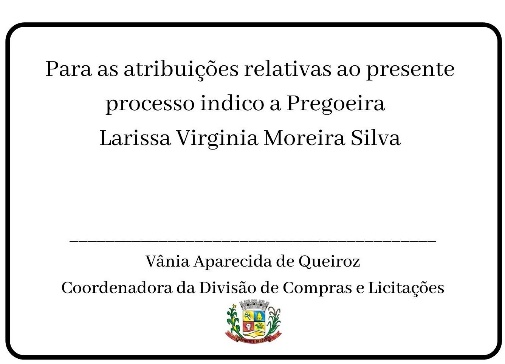 Para as atribuições relativas ao presente
processo indico a Pregoeira
Larissa Virginia Moreira Silva
Vânia Aparecida de Queiroz
Coordenadora da Divisão de Compras e Licitações